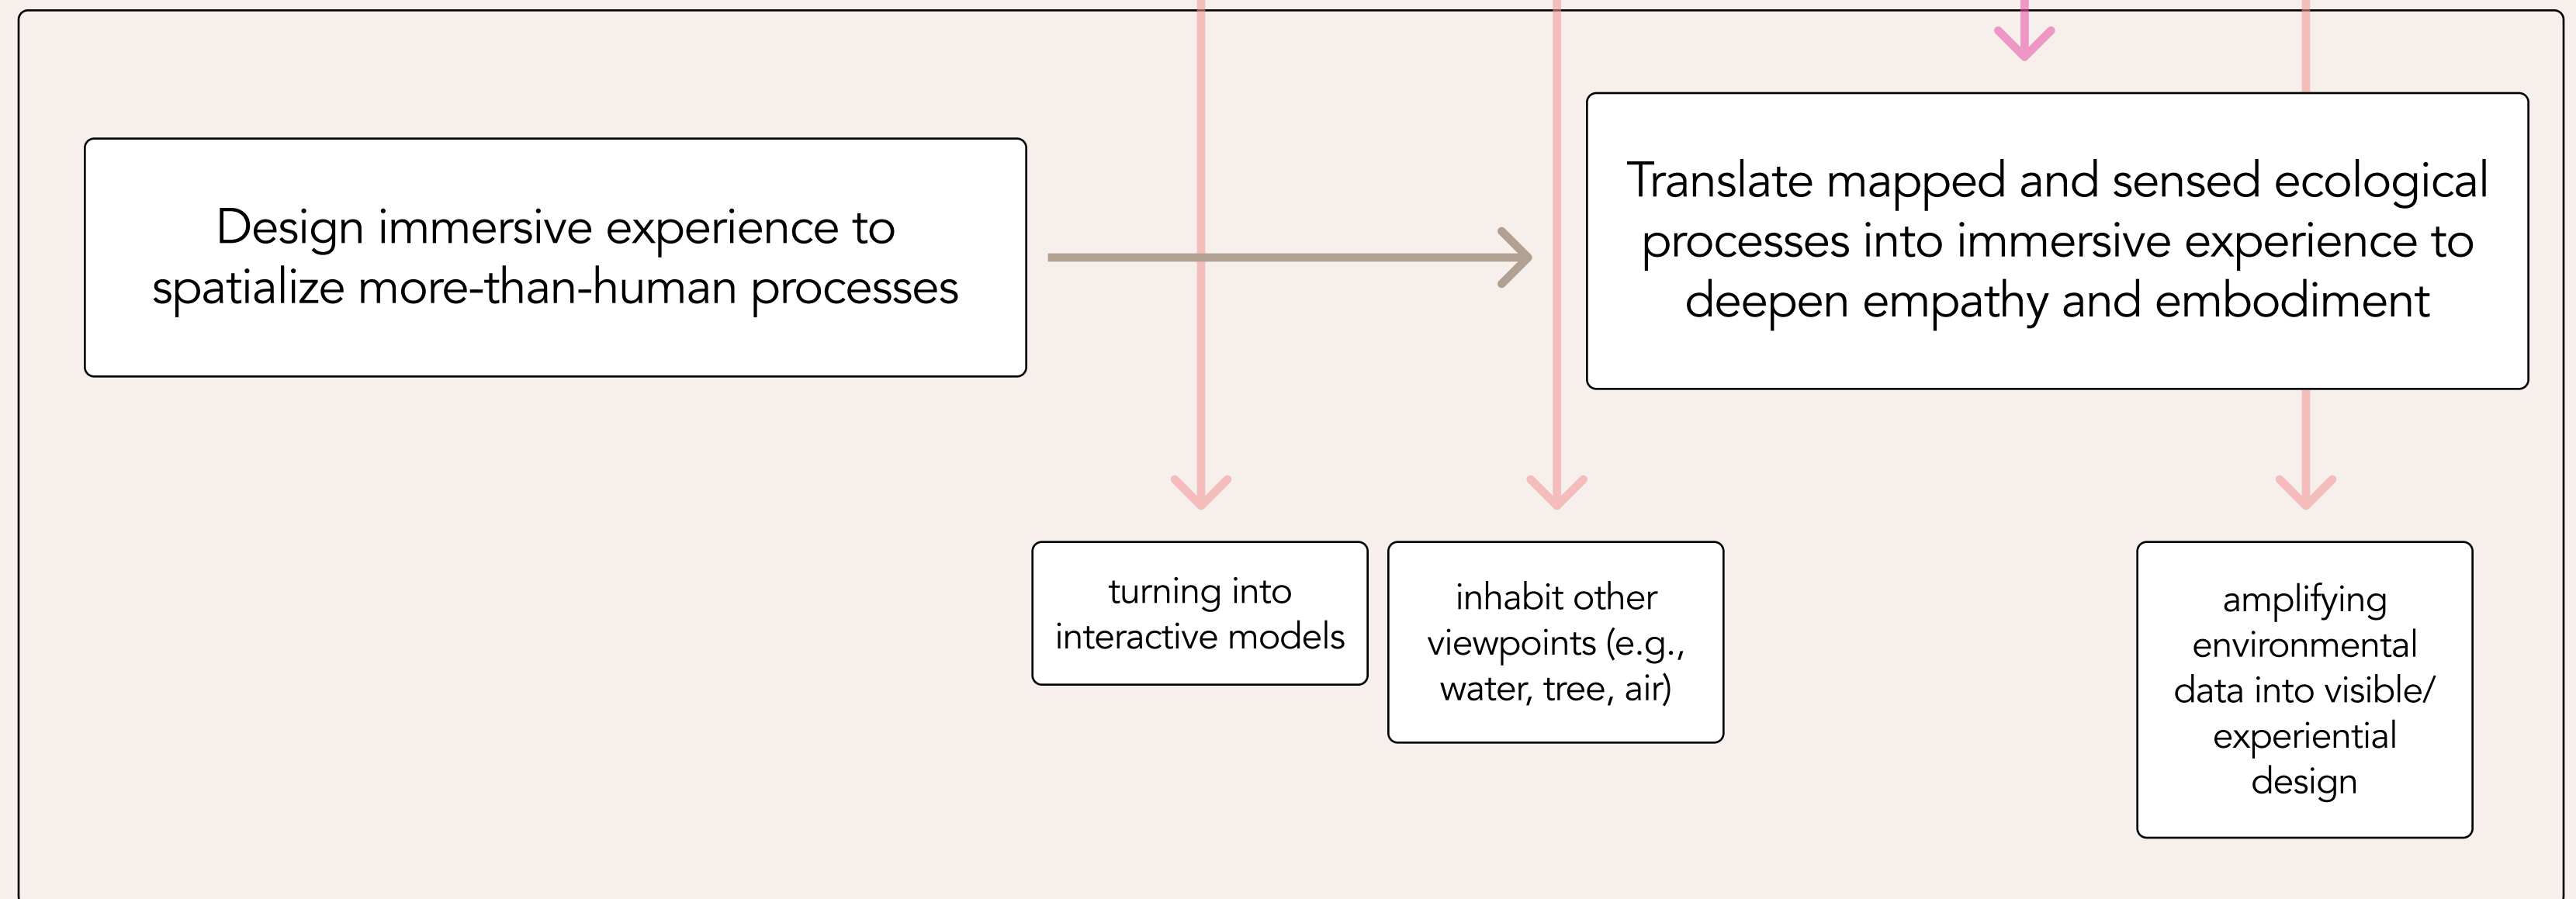 Design immersive experience to
spatialize more-than-human processes
Translate mapped and sensed ecological
processes into immersive experience to
deepen empathy and embodiment
turning into
interactive models
inhabit other
viewpoints (e.g.,
water, tree, air)
amplifying
environmental
data into visible/
experiential
design